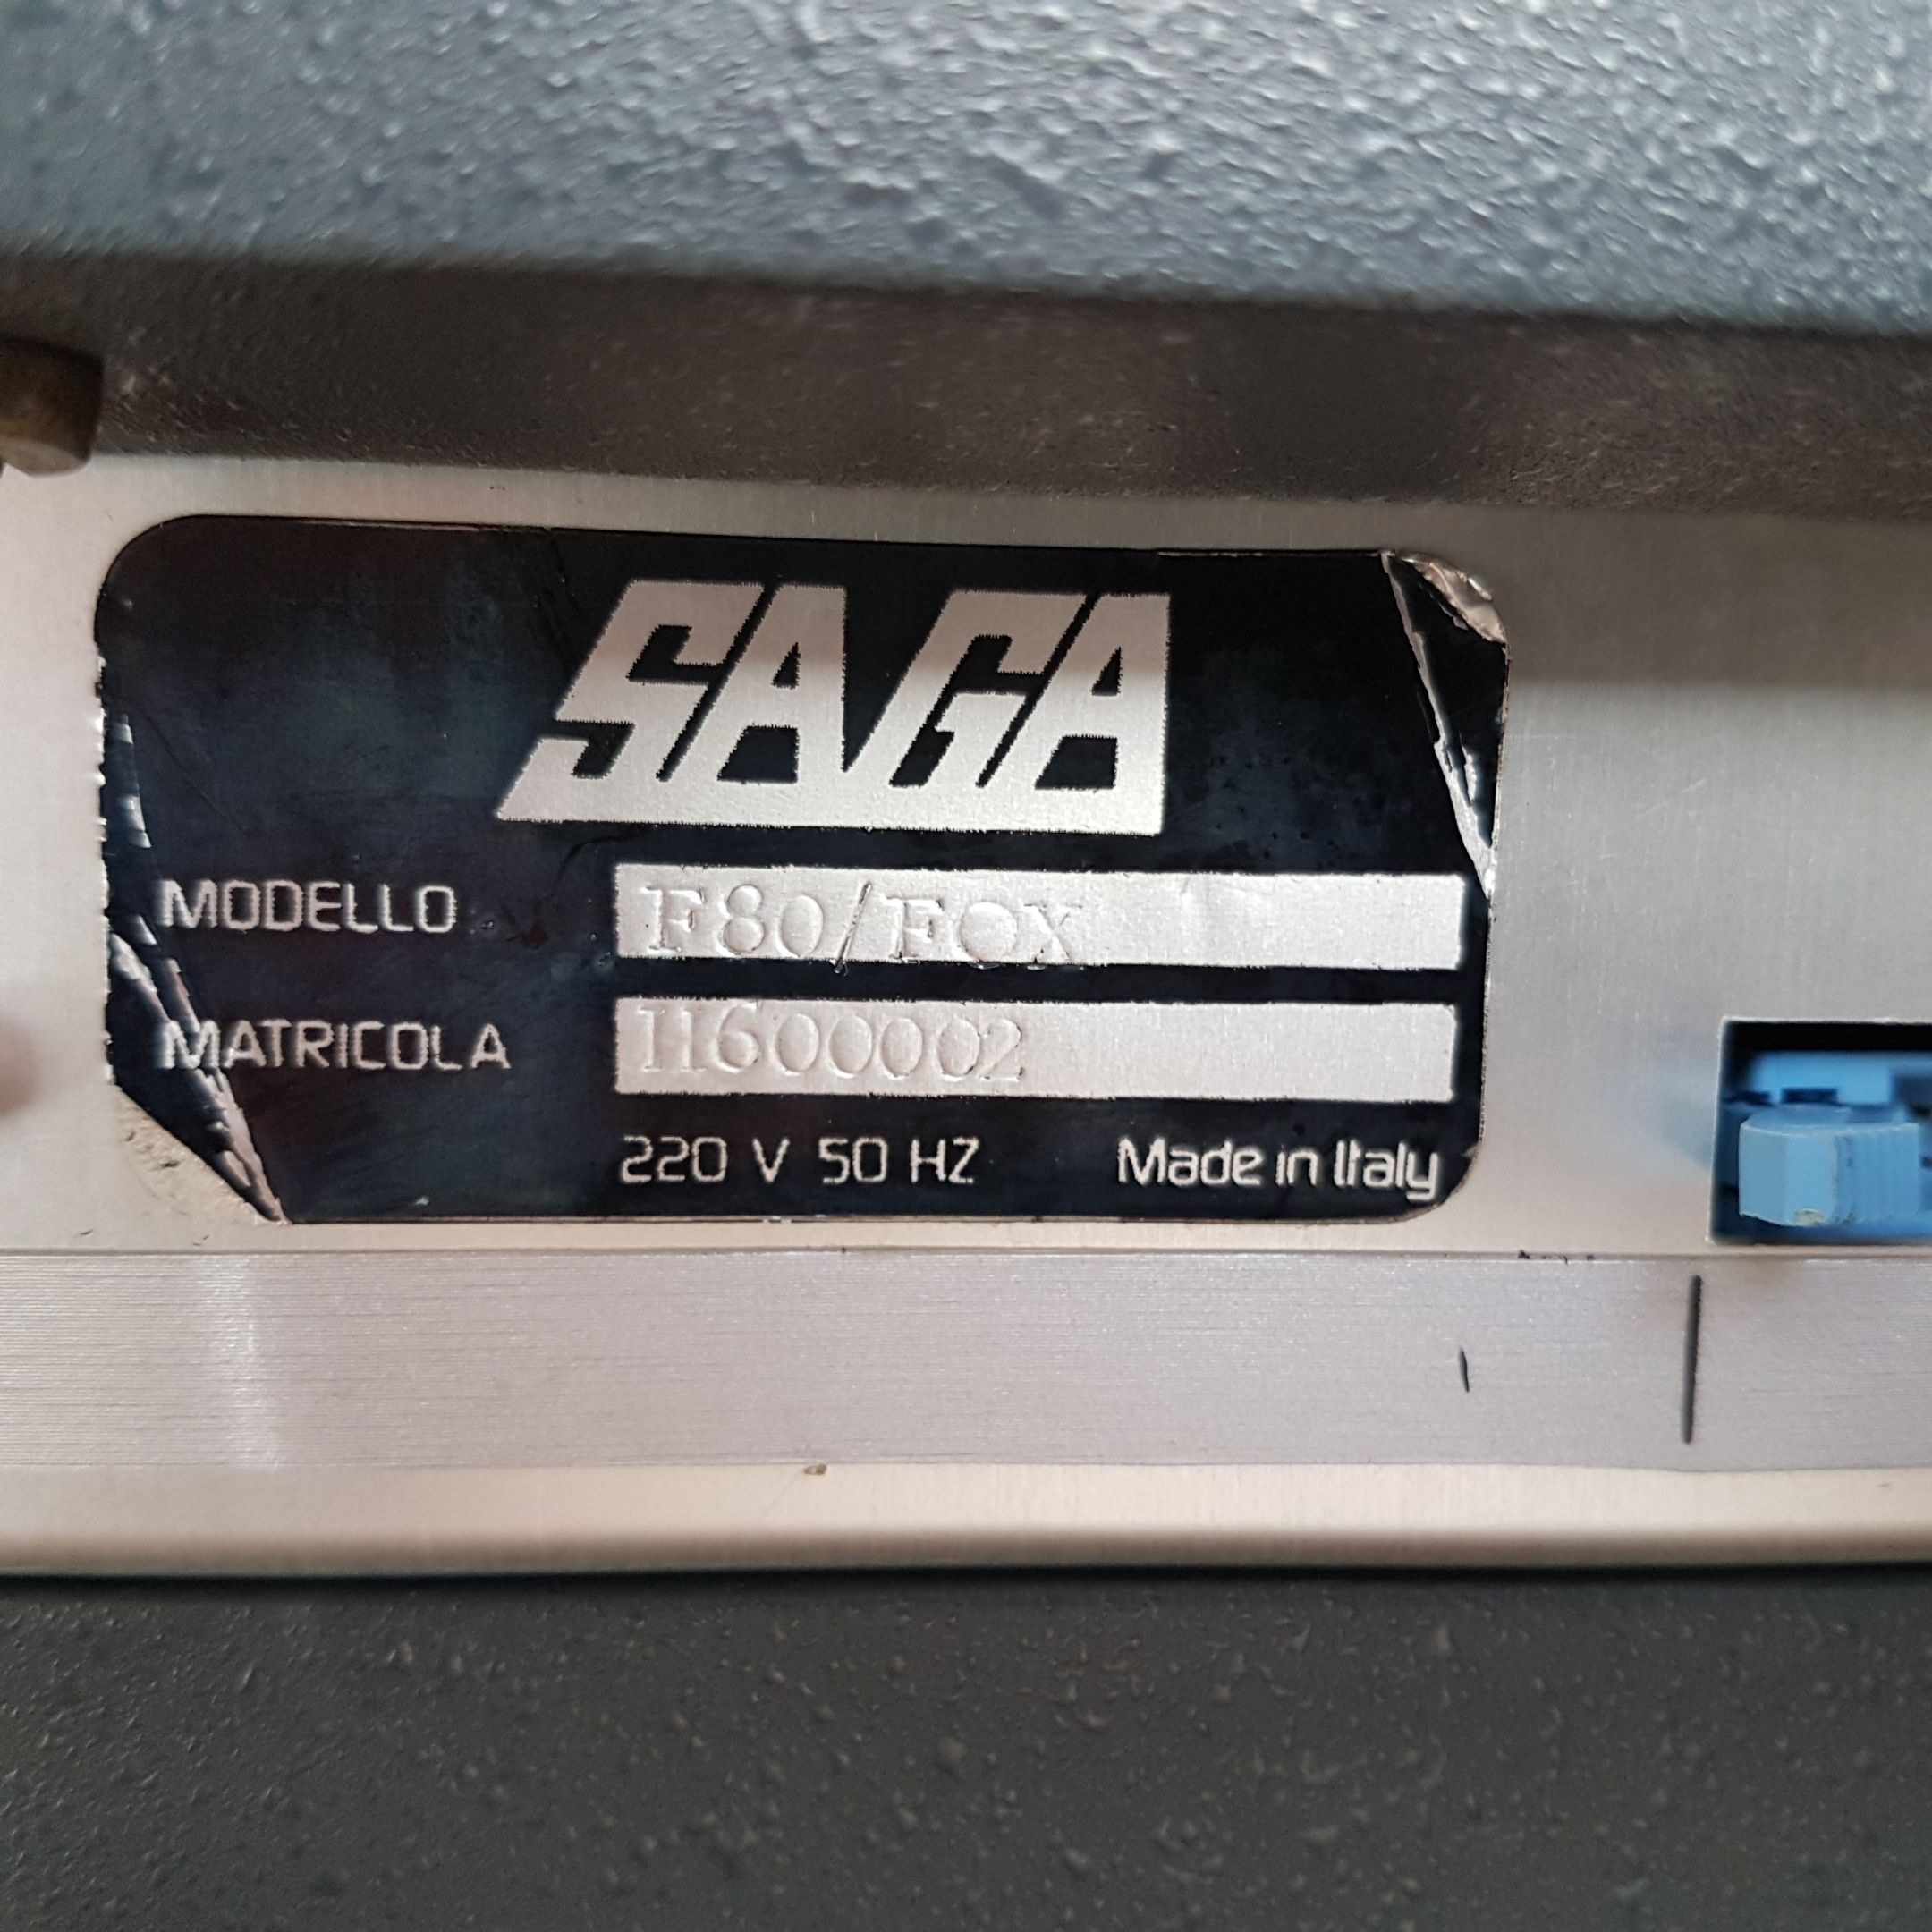 SAGA
MODELLO F80/FOX
MATRICOLA 11600002
220 V 50 HZ Made in Italy